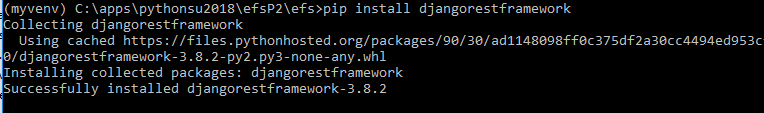 (myvenv) C:\apps\pythonsu2018\efsP2\efs>pip install djangorestframework
Collecting djangorestframework
  Using cached https://files.pythonhosted.org/packages/90/30/ad1148098ff0c375df2a30cc4494ed953c
0/djangorestframework-3.8.2-py2.py3-none-any.whl
Installing collected packages: djangorestframework
Successfully installed djangorestframework-3.8.2